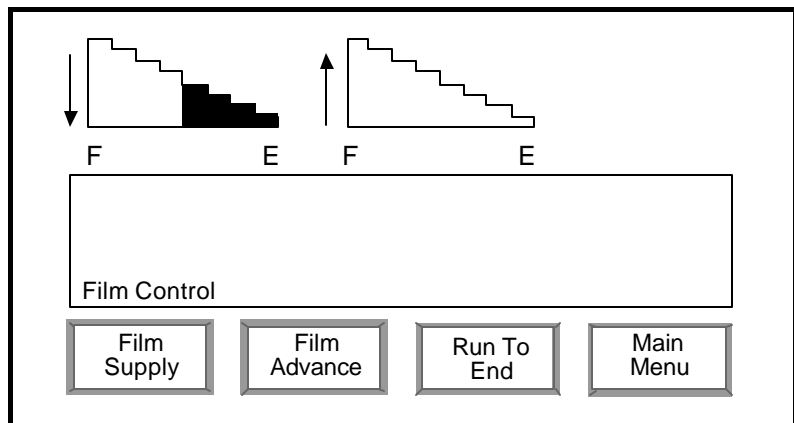 F E F E
Film Control
Film
Supply
Film
Advance
Run To
End
Main
Menu